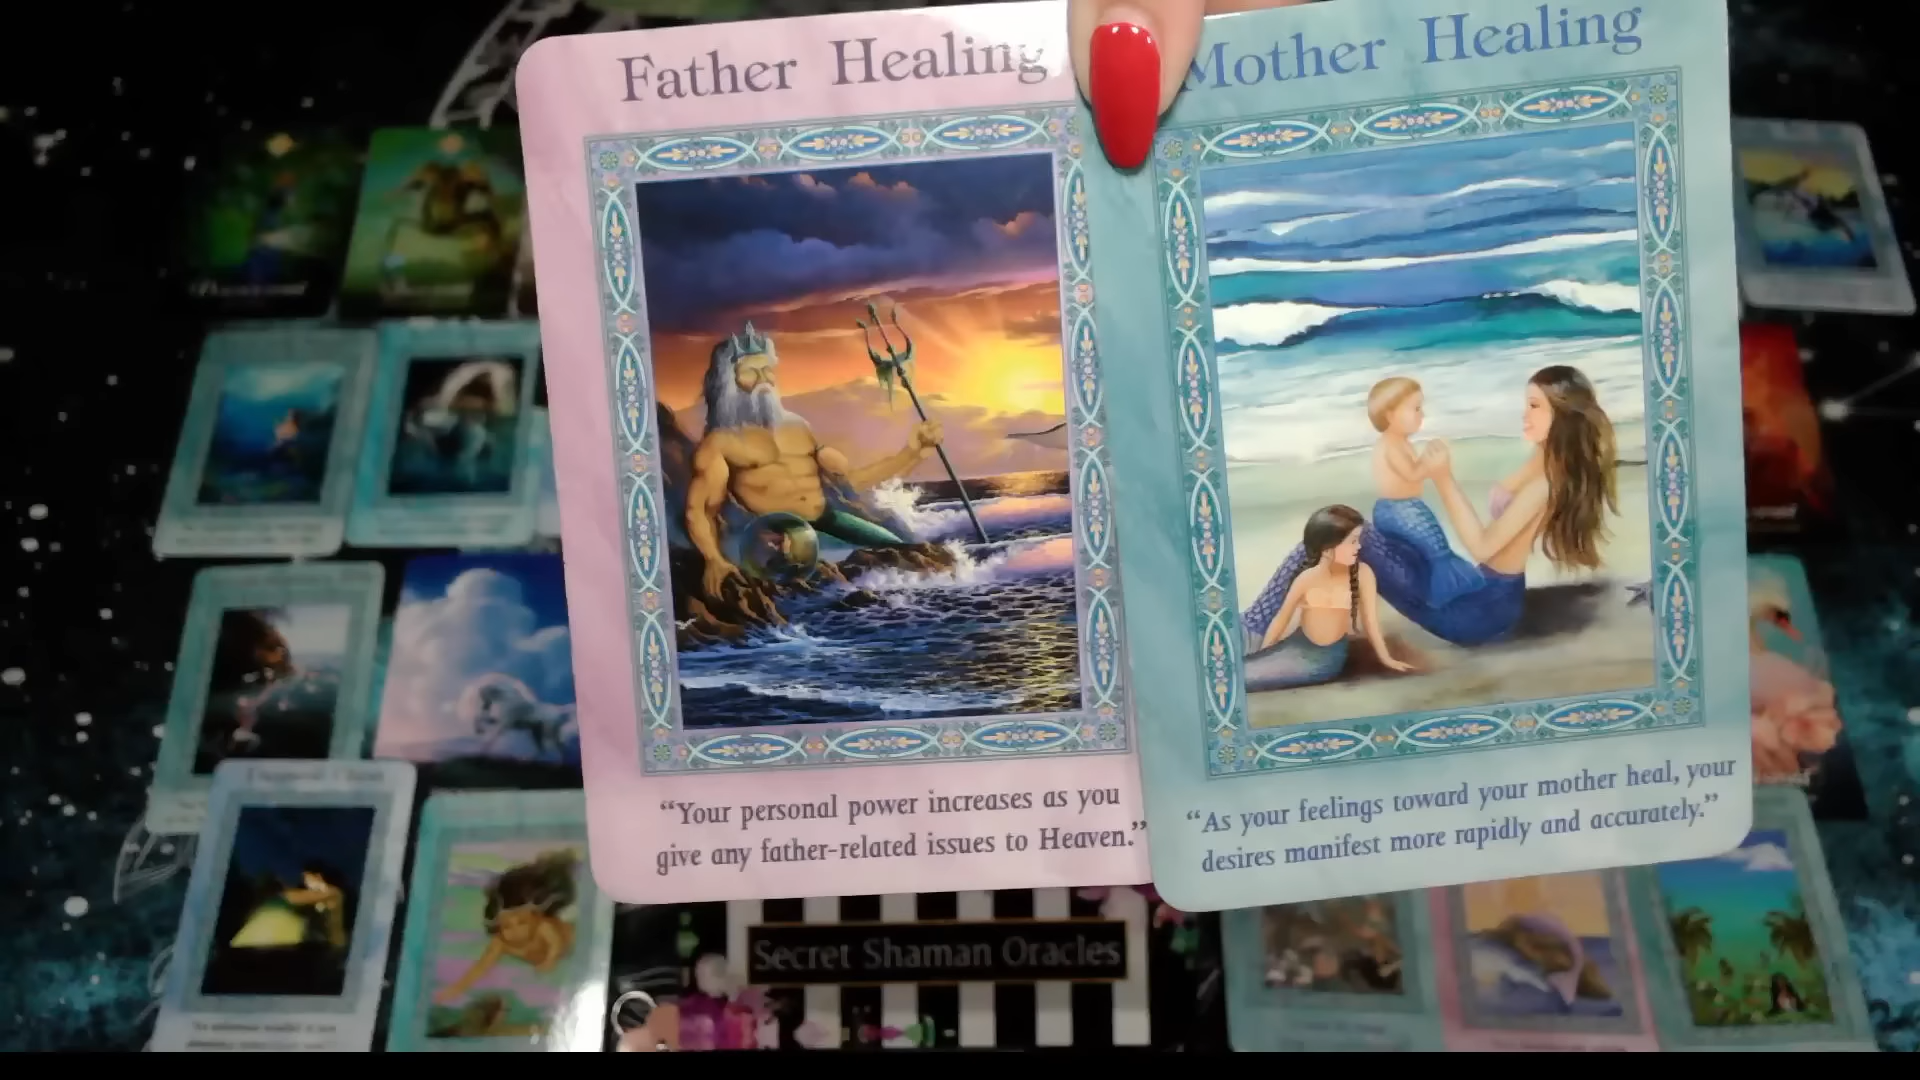 Father Healing
Mother Healing
“Your personal power increases as you
give any father-related issues to Heaven.”
“As your feelings toward your mother heal, your
desires manifest more rapidly and accurately.”
Secret Shaman Oracles